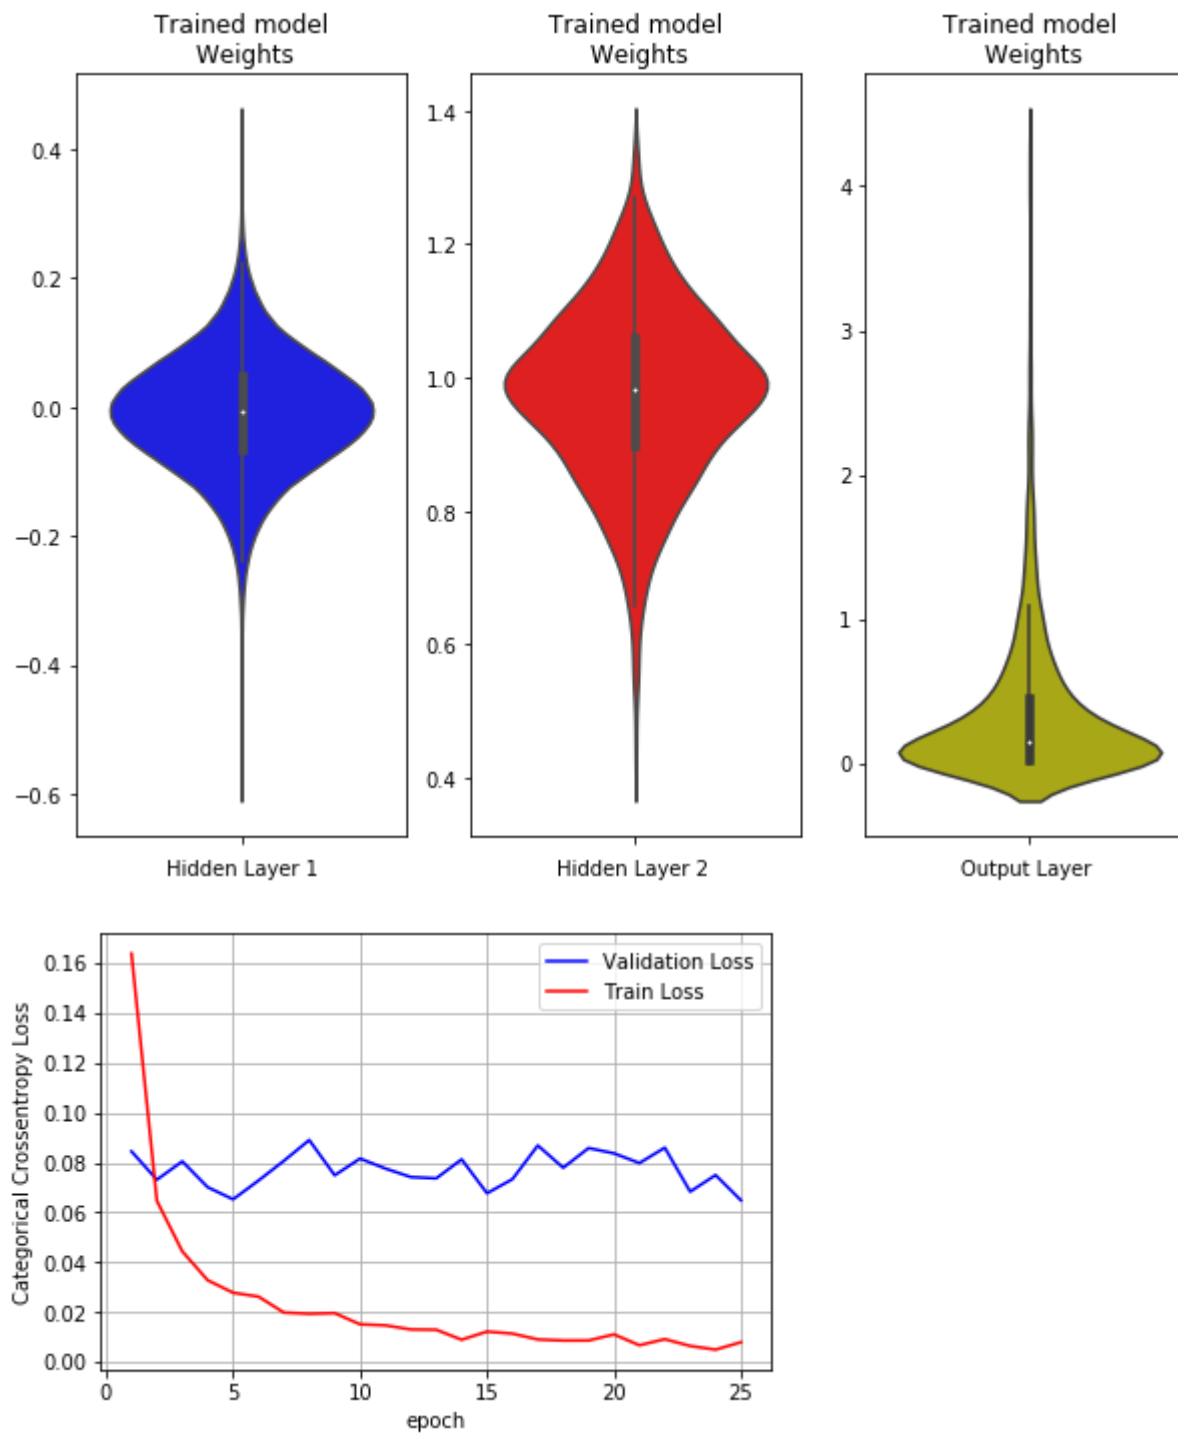 Trained model
Weights
0.4
0.2
0.0
−0.2
−0.4
−0.6
Hidden Layer 1
Trained model
Weights
1.4
1.2
1.0
0.8
0.6
0.4
Hidden Layer 2
Trained model
Weights
4
3
2
1
0
Output Layer
Categorical Crossentropy Loss
0.16
0.14
0.12
0.10
0.08
0.06
0.04
0.02
0.00
Validation Loss
Train Loss
0 5 10 15 20 25
epoch